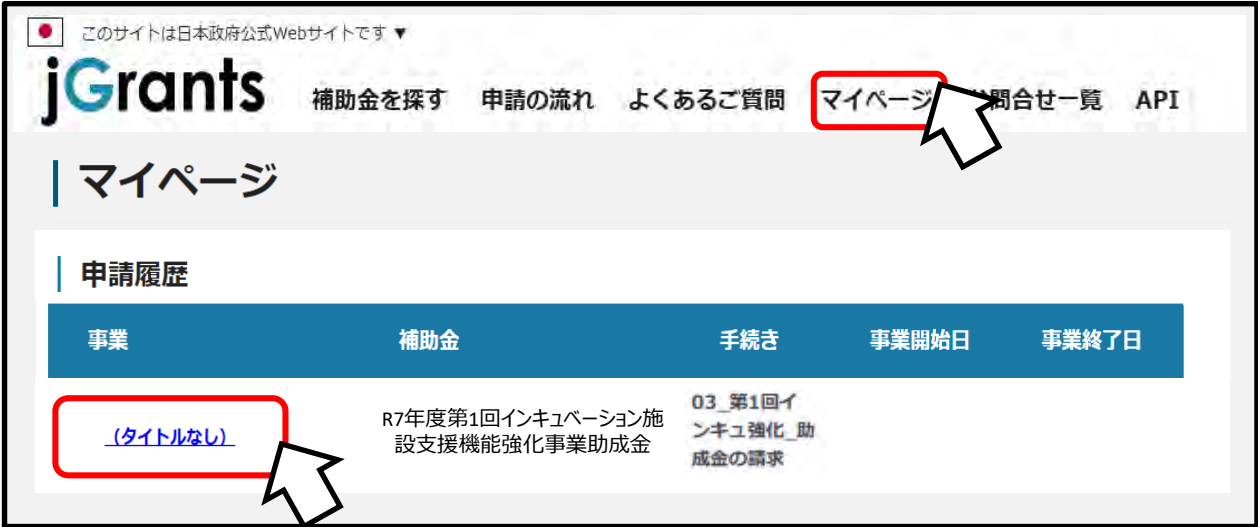 このサイトは日本政府公式Webサイトです ▼
jGrants 補助金を探す 申請の流れ よくあるご質問 マイページ 問合せ一覧 API
マイページ
申請履歴
事業 補助金 手続き 事業開始日 事業終了日
（タイトルなし）
R7年度第1回インキュベーション施
設支援機能強化事業助成金
03_第1回イ
ンキュ強化_助
成金の請求